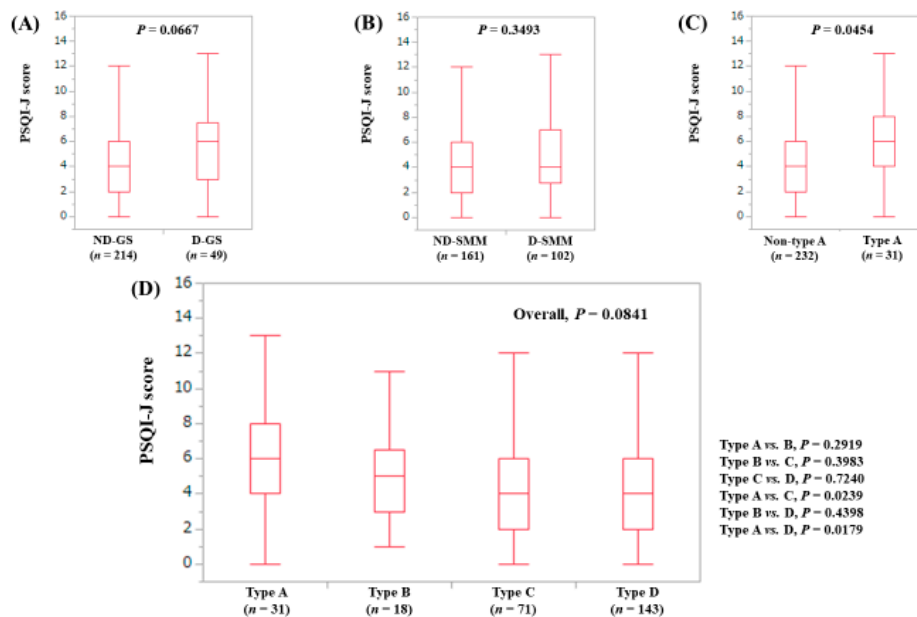 (A)
P = 0.0667
PSQI-J score
16
14
12
10
8
6
4
2
0
ND-GS
(n = 214)
D-GS
(n = 49)
(B)
P = 0.3493
PSQI-J score
16
14
12
10
8
6
4
2
0
ND-SMM
(n = 161)
D-SMM
(n = 102)
(C)
P = 0.0454
PSQI-J score
16
14
12
10
8
6
4
2
0
Non-type A
(n = 232)
Type A
(n = 31)
(D)
Overall, P = 0.0841
PSQI-J score
16
14
12
10
8
6
4
2
0
Type A
(n = 31)
Type B
(n = 18)
Type C
(n = 71)
Type D
(n = 143)
Type A vs. B, P = 0.2919
Type B vs. C, P = 0.3983
Type C vs. D, P = 0.7240
Type A vs. C, P = 0.0239
Type B vs. D, P = 0.4398
Type A vs. D, P = 0.0179